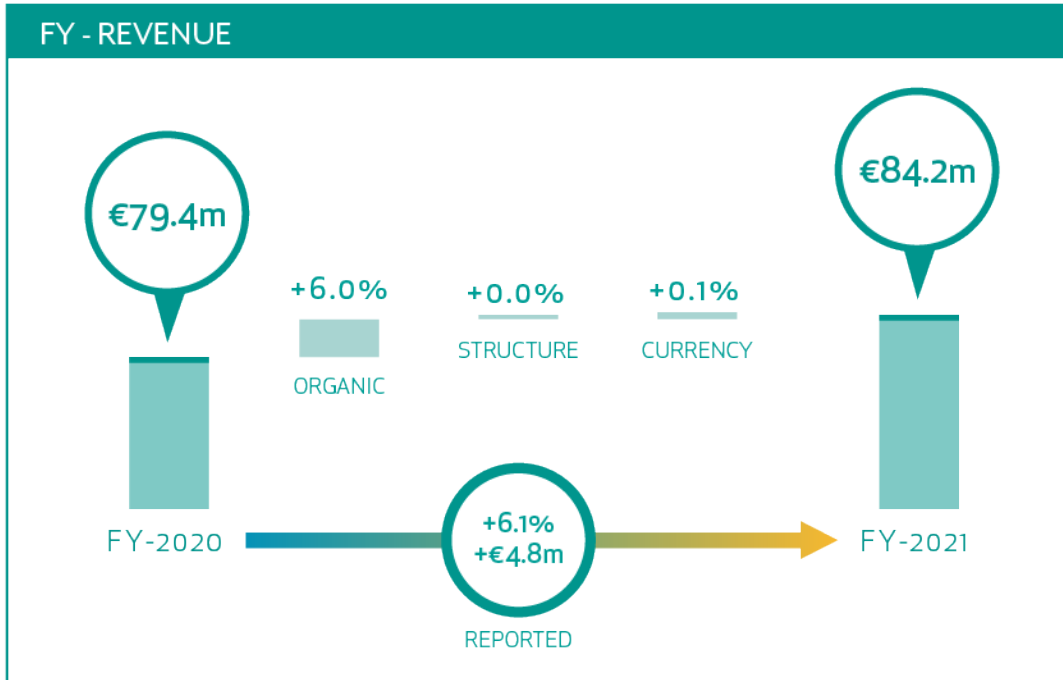 FY - REVENUE
€79.4m
€84.2m
+6.0%
+0.0%
+0.1%
ORGANIC
STRUCTURE
CURRENCY
FY-2020
+6.1%
+€4.8m
FY-2021
REPORTED